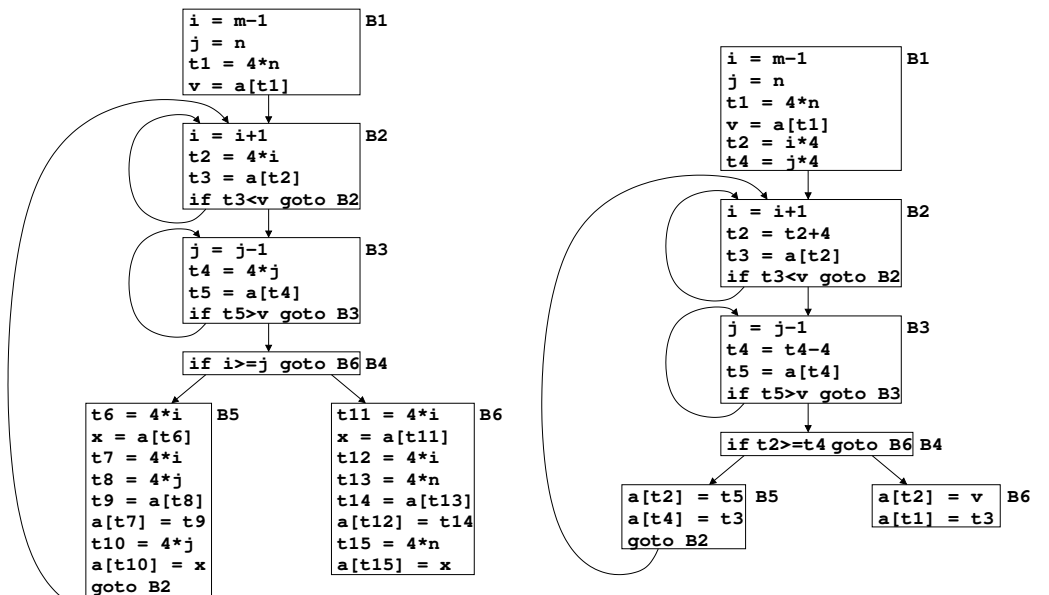 i = m-1 B1
j = n
t1 = 4*n
v = a[t1]
i = i+1 B2
t2 = 4*i
t3 = a[t2]
if t3<v goto B2
j = j-1 B3
t4 = 4*j
t5 = a[t4]
if t5>v goto B3
if i>=j goto B6 B4
t6 = 4*i B5
x = a[t6]
t7 = 4*i
t8 = 4*j
t9 = a[t8]
a[t7] = t9
t10 = 4*j
a[t10] = x
goto B2
t11 = 4*i B6
x = a[t11]
t12 = 4*i
t13 = 4*n
t14 = a[t13]
a[t12] = t14
t15 = 4*n
a[t15] = x
i = m-1 B1
j = n
t1 = 4*n
v = a[t1]
t2 = i*4
t4 = j*4
i = i+1 B2
t2 = t2+4
t3 = a[t2]
if t3<v goto B2
j = j-1 B3
t4 = t4-4
t5 = a[t4]
if t5>v goto B3
if t2>=t4 goto B6 B4
a[t2] = t5 B5
a[t4] = t3
goto B2
a[t2] = v B6
a[t1] = t3